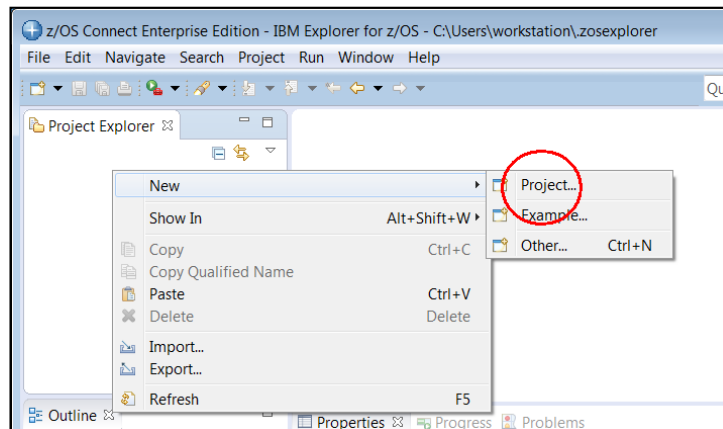 z/OS Connect Enterprise Edition - IBM Explorer for z/OS - C:\Users\workstation\.zosexplorer
File Edit Navigate Search Project Run Window Help
Qu
Project Explorer
New
Project...
Show In Alt+Shift+W
Example...
Other... Ctrl+N
Copy Ctrl+C
Copy Qualified Name
Paste Ctrl+V
Delete Delete
Import...
Export...
Refresh F5
Outline
Properties Progress Problems